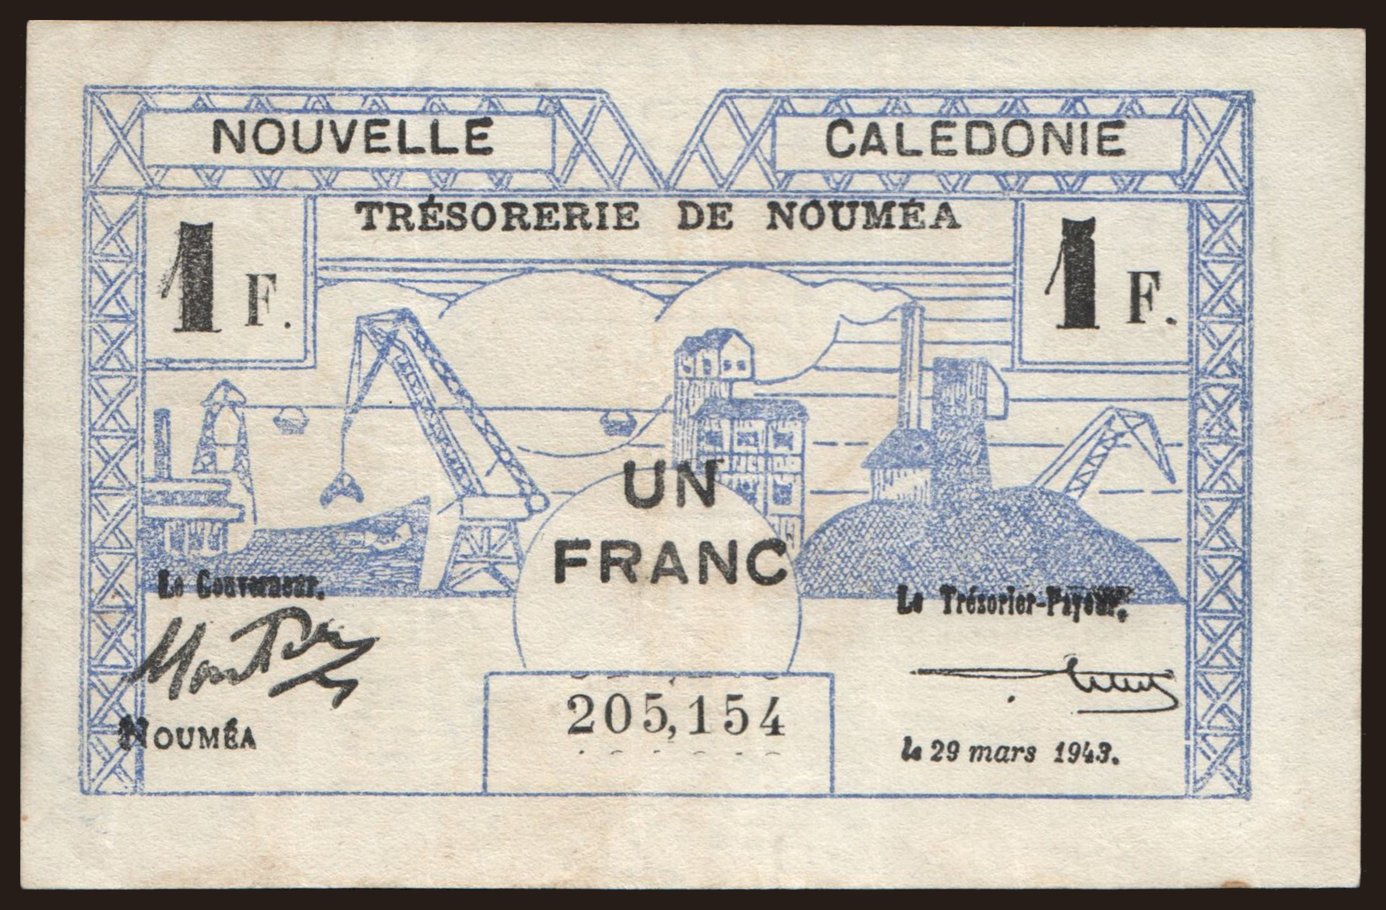 NOUVELLE CALEDONIE
TRÉSORERIE DE NOUMÉA
1 F.
1 F.
UN
FRANC
Le Gouverneur.
Le Trésorier-Payeur.
205,154
NOUMÉA
le 29 mars 1943.